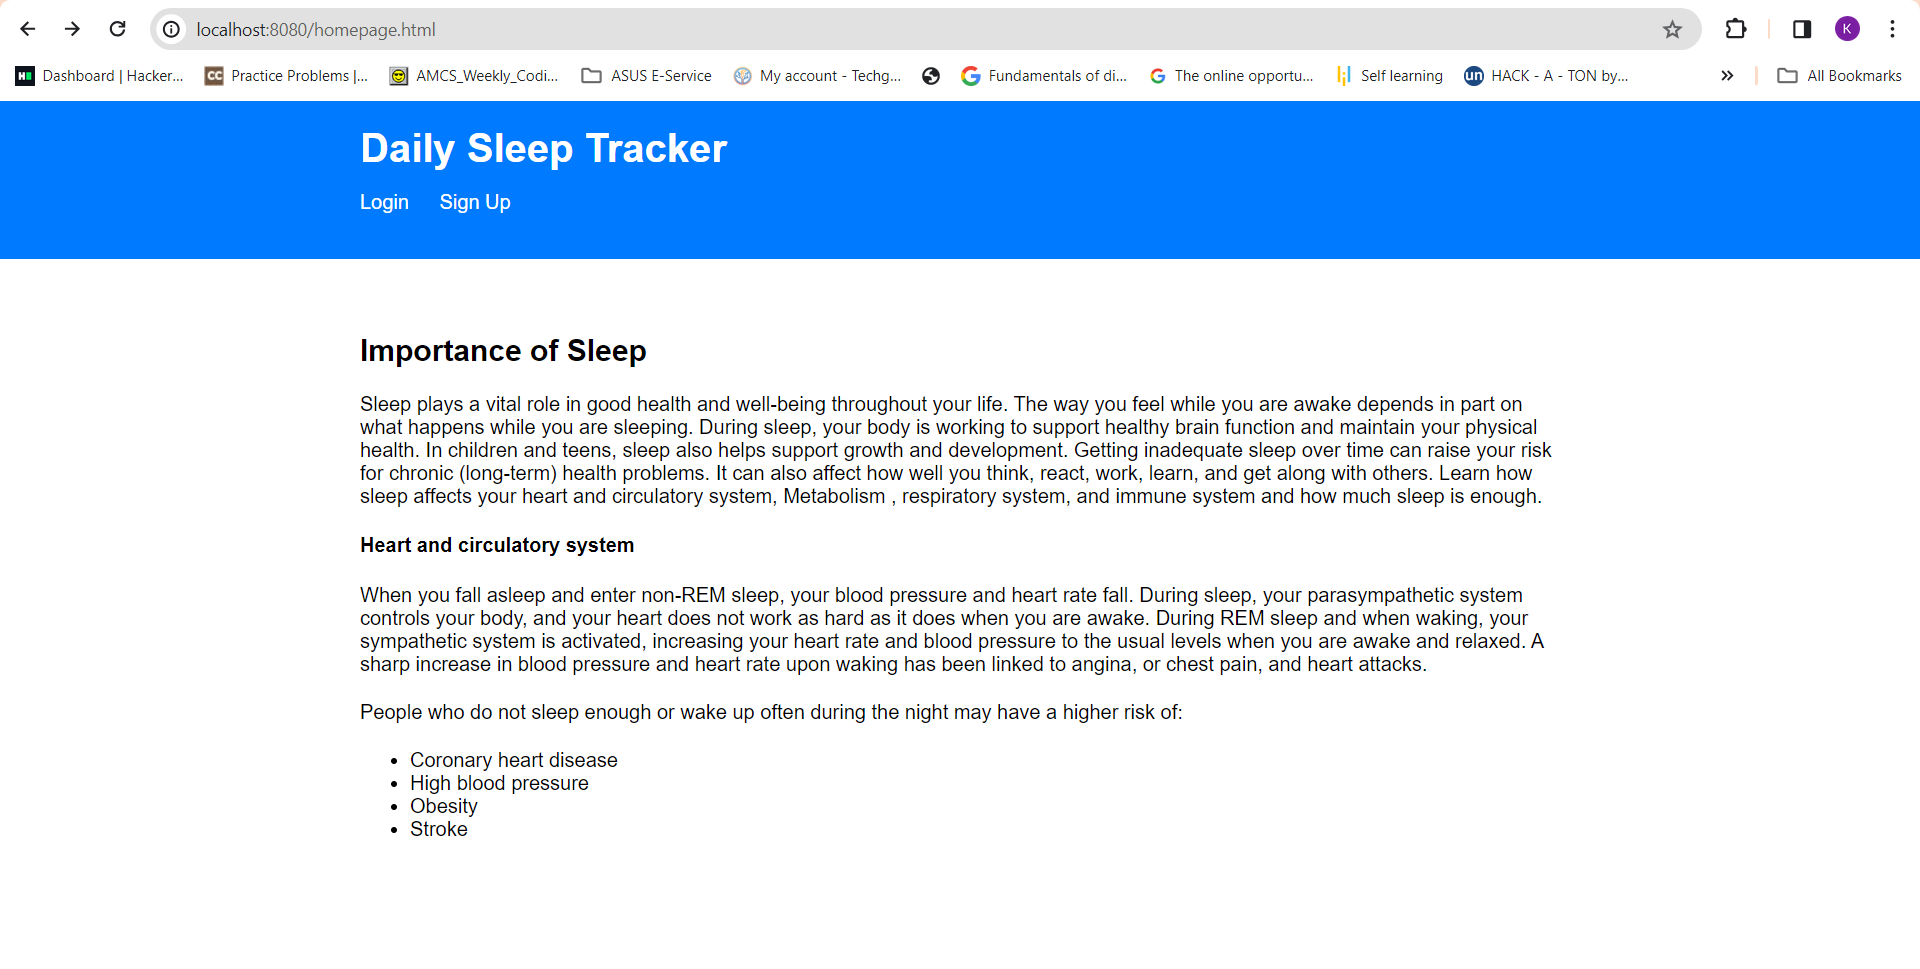 localhost:8080/homepage.html
K
Dashboard | Hacker...
CC Practice Problems |...
AMCS_Weekly_Codi...
ASUS E-Service
My account - Techg...
Fundamentals of di...
The online opportu...
Self learning
un HACK - A - TON by...
All Bookmarks
Daily Sleep Tracker
Login Sign Up
Importance of Sleep
Sleep plays a vital role in good health and well-being throughout your life. The way you feel while you are awake depends in part on
what happens while you are sleeping. During sleep, your body is working to support healthy brain function and maintain your physical
health. In children and teens, sleep also helps support growth and development. Getting inadequate sleep over time can raise your risk
for chronic (long-term) health problems. It can also affect how well you think, react, work, learn, and get along with others. Learn how
sleep affects your heart and circulatory system, Metabolism , respiratory system, and immune system and how much sleep is enough.
Heart and circulatory system
When you fall asleep and enter non-REM sleep, your blood pressure and heart rate fall. During sleep, your parasympathetic system
controls your body, and your heart does not work as hard as it does when you are awake. During REM sleep and when waking, your
sympathetic system is activated, increasing your heart rate and blood pressure to the usual levels when you are awake and relaxed. A
sharp increase in blood pressure and heart rate upon waking has been linked to angina, or chest pain, and heart attacks.
People who do not sleep enough or wake up often during the night may have a higher risk of:
• Coronary heart disease
• High blood pressure
• Obesity
• Stroke